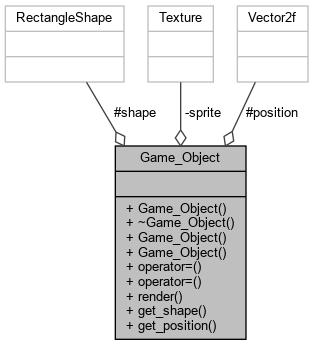 RectangleShape
Texture
Vector2f
#shape
-sprite
#position
Game_Object
+ Game_Object()
+ ~Game_Object()
+ Game_Object()
+ Game_Object()
+ operator=()
+ operator=()
+ render()
+ get_shape()
+ get_position()